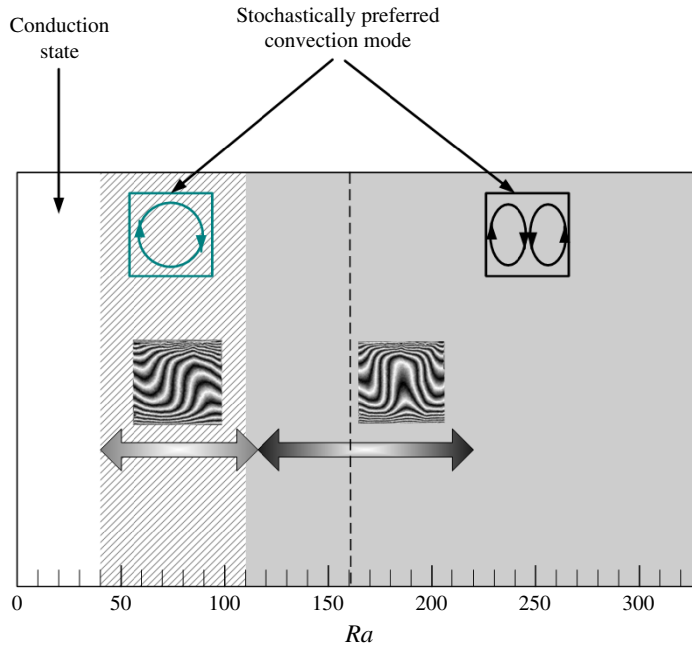 Conduction
state
Stochastically preferred
convection mode
0 50 100 150 200 250 300
Ra